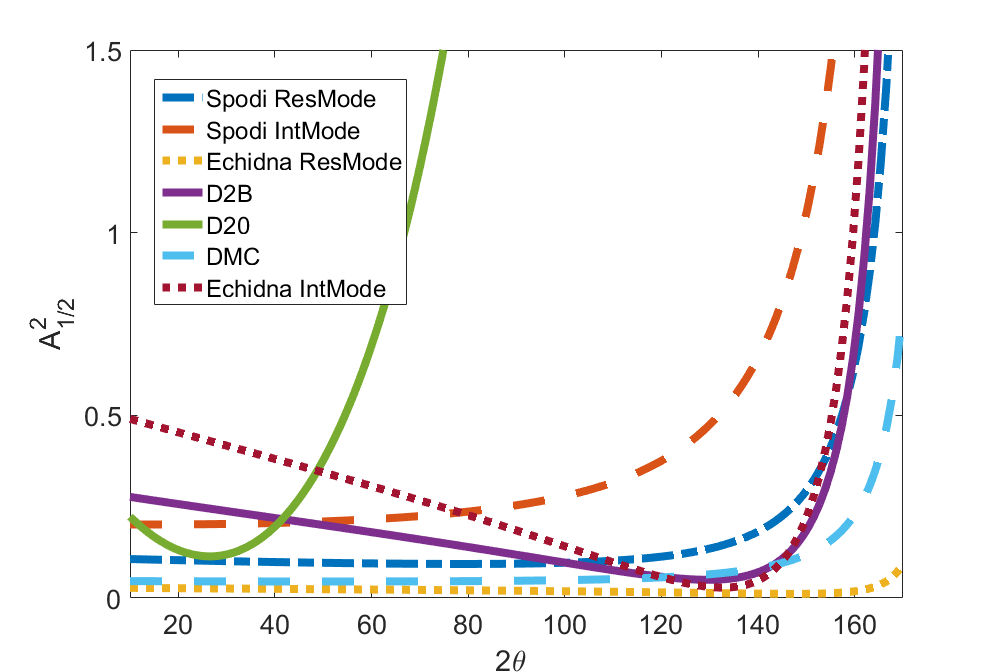 1.5
1
0.5
0
A²₁/₂
Spodi ResMode
Spodi IntMode
Echidna ResMode
D2B
D20
DMC
Echidna IntMode
20 40 60 80 100 120 140 160
2θ